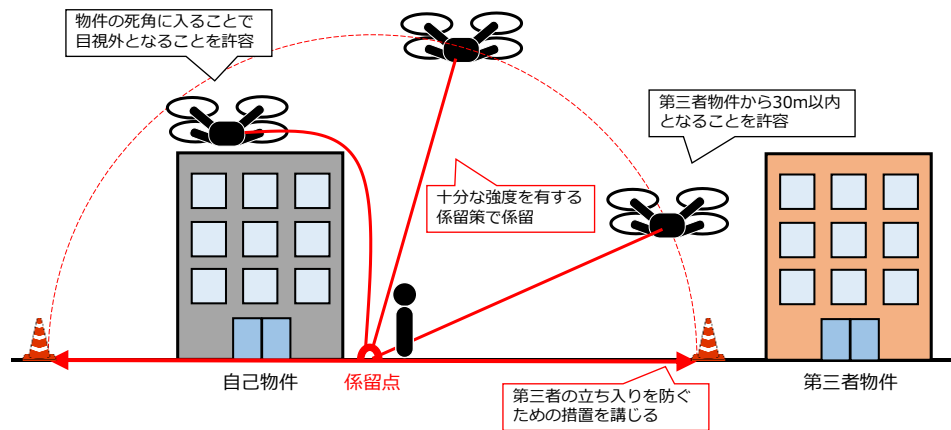 物件の死角に入ることで
目視外となることを許容
第三者物件から30m以内
となることを許容
十分な強度を有する
係留策で係留
自己物件
係留点
第三者の立ち入りを防ぐ
ための措置を講じる
第三者物件